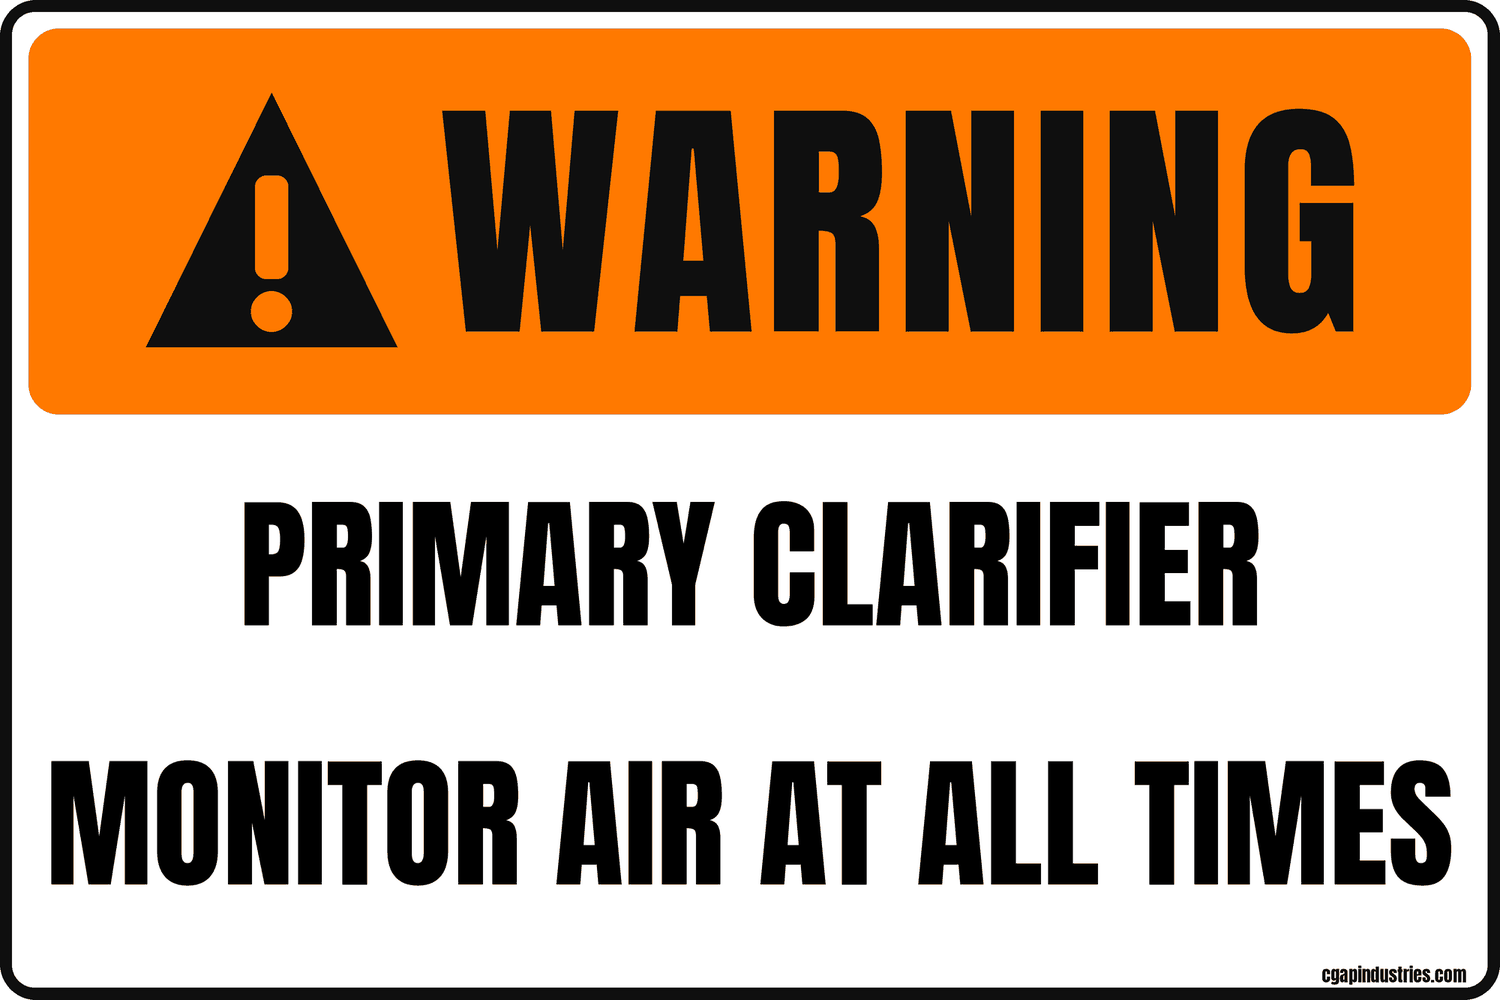 WARNING
PRIMARY CLARIFIER
MONITOR AIR AT ALL TIMES
cgapindustries.com